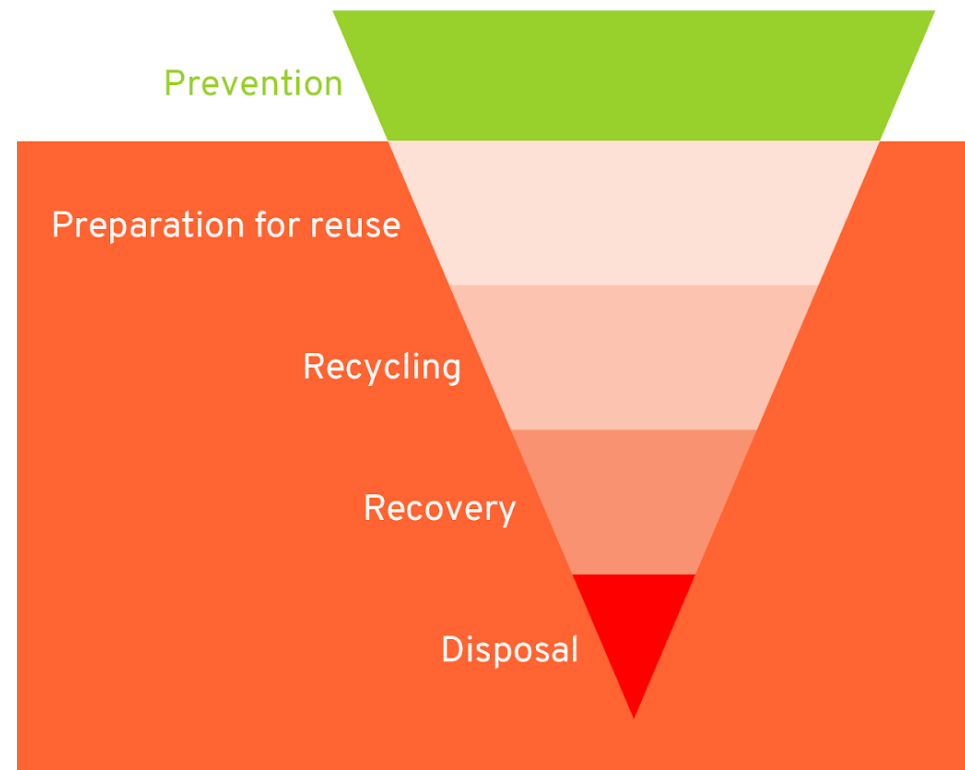 Prevention
Preparation for reuse
Recycling
Recovery
Disposal